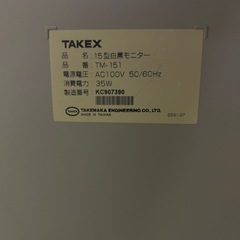 TAKEX
品 名 : 15型白黒モニター
品 番 : TM-151
電源電圧 : AC100V 50/60Hz
消費電力 : 35W
製造番号 : KC907390
TAKENAKA ENGINEERING CO.,LTD.
MADE IN TAIWAN